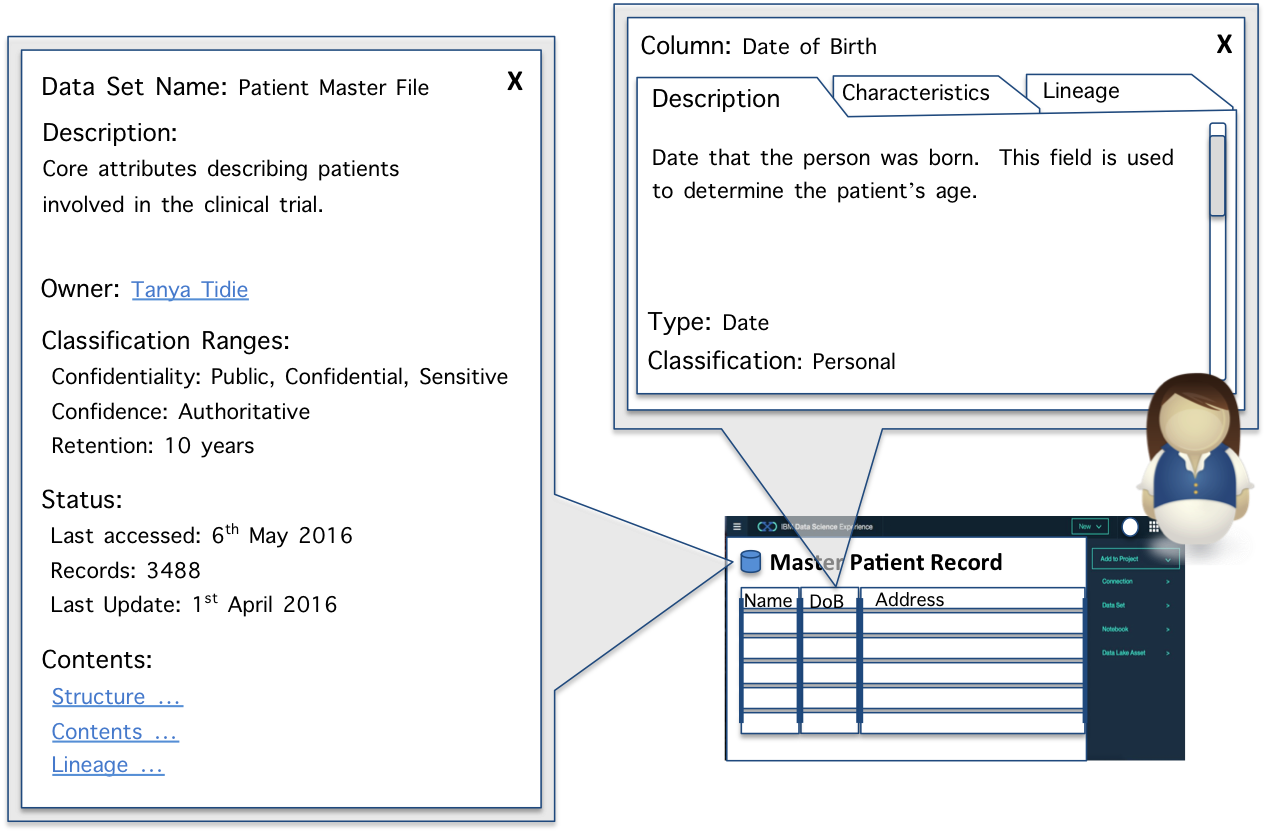 Data Set Name: Patient Master File
X
Description:
Core attributes describing patients
involved in the clinical trial.
Owner: Tanya Tidie
Classification Ranges:
Confidentiality: Public, Confidential, Sensitive
Confidence: Authoritative
Retention: 10 years
Status:
Last accessed: 6th May 2016
Records: 3488
Last Update: 1st April 2016
Contents:
Structure ...
Contents ...
Lineage ...
Column: Date of Birth
X
Description
Characteristics
Lineage
Date that the person was born. This field is used
to determine the patient's age.
Type: Date
Classification: Personal
IBM Data Science Experience
New
Master Patient Record
Name
DoB
Address
Add to Project
Connection >
Data Set >
Notebook >
Data Lake Asset >